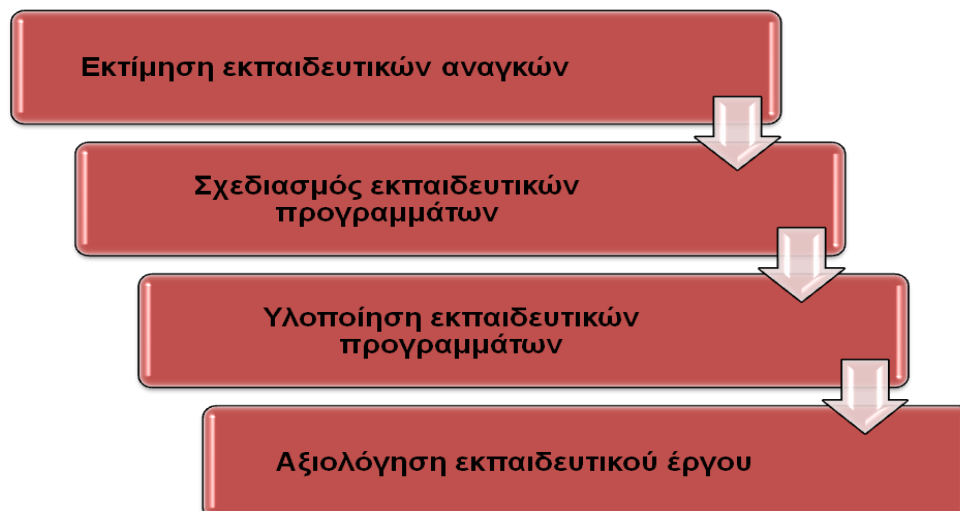 Εκτίμηση εκπαιδευτικών αναγκών
Σχεδιασμός εκπαιδευτικών
προγραμμάτων
Υλοποίηση εκπαιδευτικών
προγραμμάτων
Αξιολόγηση εκπαιδευτικού έργου